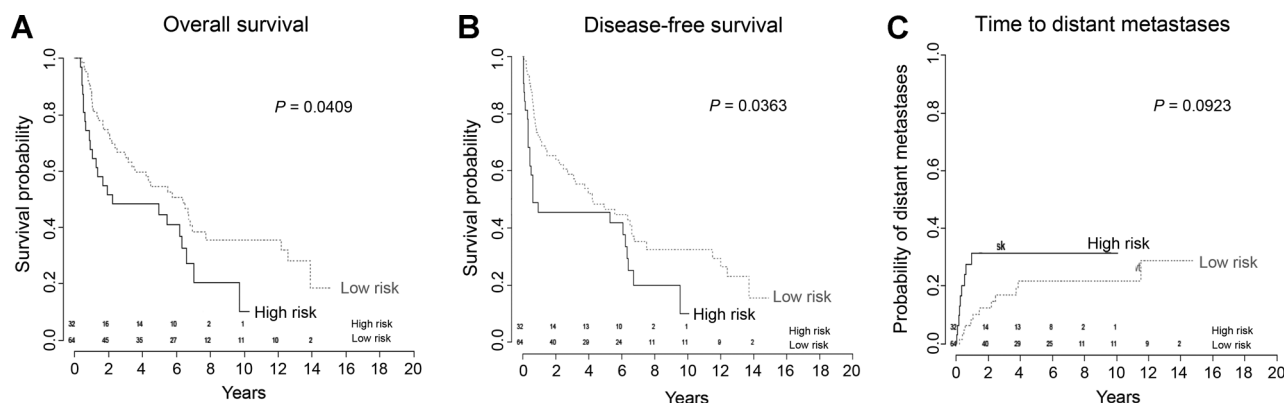 A Overall survival
Survival probability
1.0
0.8
0.6
0.4
0.2
0.0
P = 0.0409
Low risk
High risk
32 16 14 10 2 1 High risk
64 45 35 27 12 11 10 2 Low risk
0 2 4 6 8 10 12 14 16 18 20
Years
B Disease-free survival
Survival probability
1.0
0.8
0.6
0.4
0.2
0.0
P = 0.0363
Low risk
High risk
32 14 13 10 2 1 High risk
64 40 29 24 11 11 9 2 Low risk
0 2 4 6 8 10 12 14 16 18 20
Years
C Time to distant metastases
Probability of distant metastases
1.0
0.8
0.6
0.4
0.2
0.0
P = 0.0923
sk High risk
Low risk
32 14 13 8 2 1 High risk
64 40 29 25 11 11 9 2 Low risk
0 2 4 6 8 10 12 14 16 18 20
Years